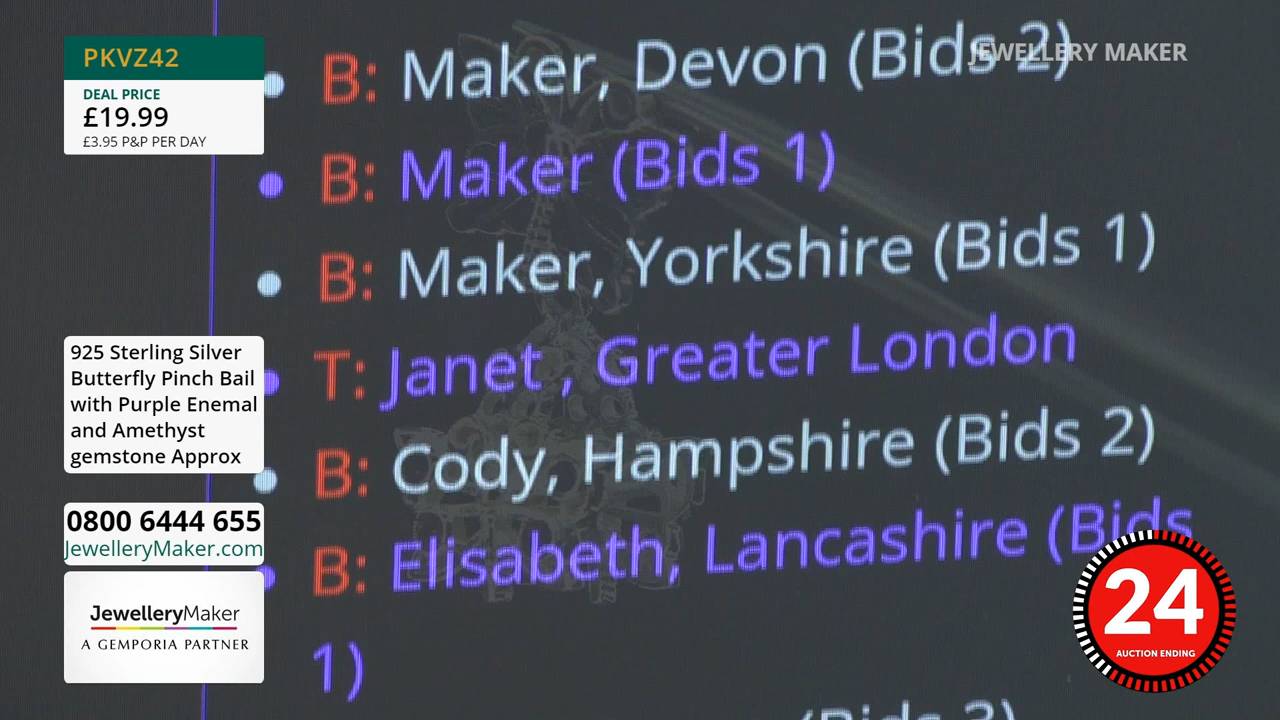 PKVZ42
DEAL PRICE
£19.99
£3.95 P&P PER DAY
JEWELLERY MAKER
B: Maker, Devon (Bids 2)
B: Maker (Bids 1)
B: Maker, Yorkshire (Bids 1)
T: Janet , Greater London
B: Cody, Hampshire (Bids 2)
B: Elisabeth, Lancashire (Bids
1)
(Bids 3)
925 Sterling Silver
Butterfly Pinch Bail
with Purple Enemal
and Amethyst
gemstone Approx
0800 6444 655
JewelleryMaker.com
JewelleryMaker
A GEMPORIA PARTNER
24
AUCTION ENDING